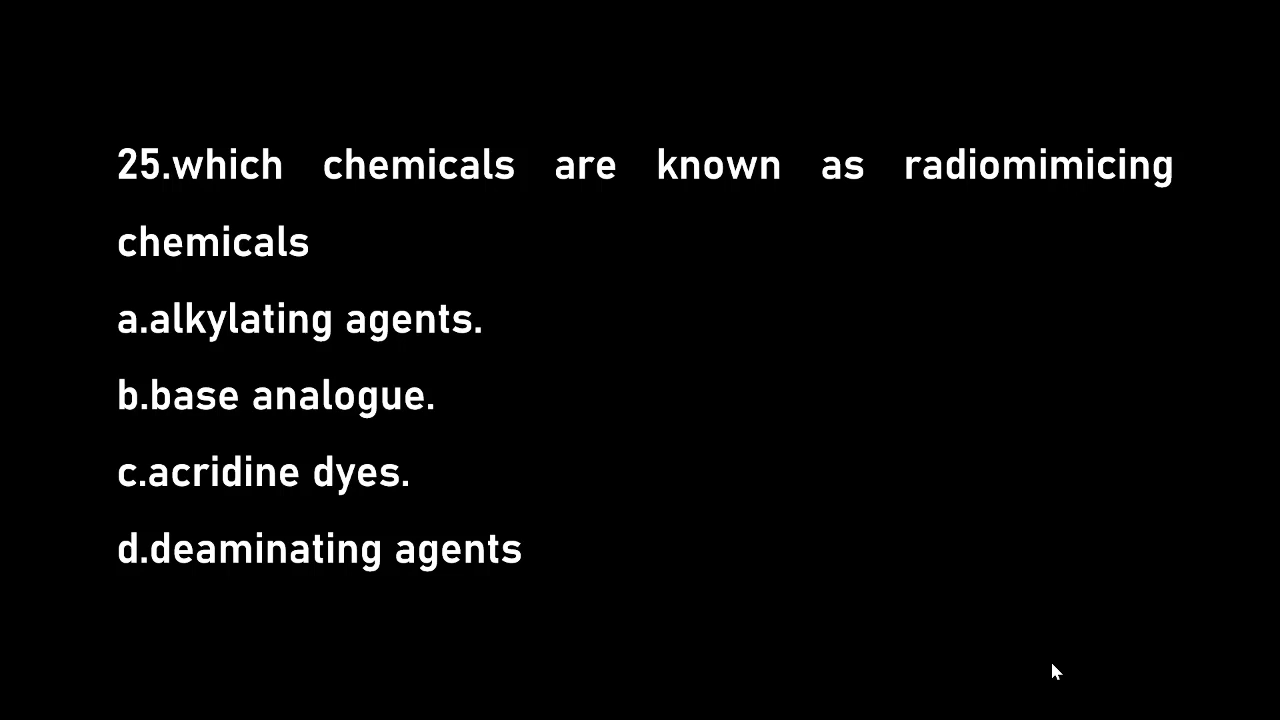 25.which chemicals are known as radiomimicing
chemicals
a.alkylating agents.
b.base analogue.
c.acridine dyes.
d.deaminating agents